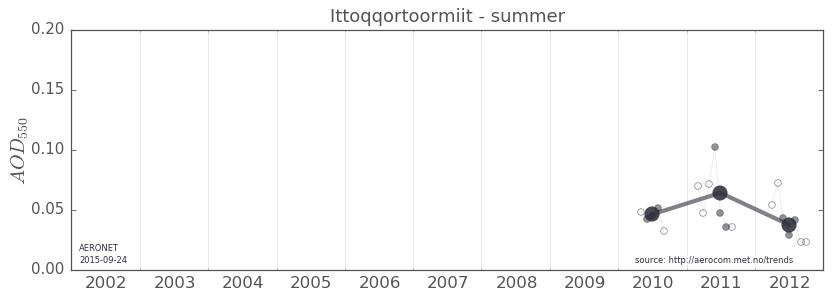 Ittoqqortoormiit - summer
0.20
0.15
0.10
0.05
0.00
AOD550
AERONET
2015-09-24
source: http://aerocom.met.no/trends
2002 2003 2004 2005 2006 2007 2008 2009 2010 2011 2012